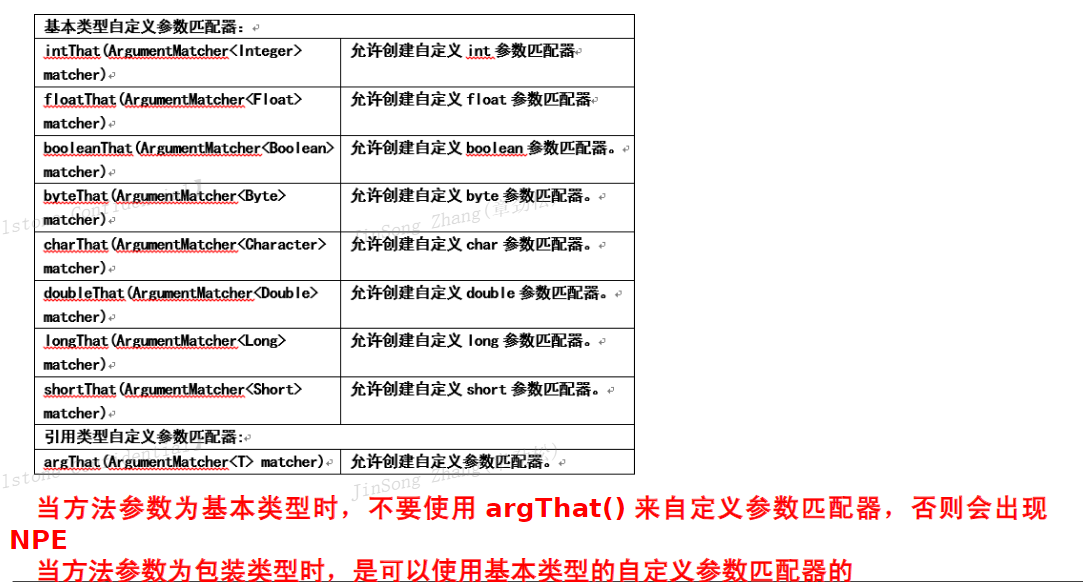 基本类型自定义参数匹配器：
intThat(ArgumentMatcher<Integer> 允许创建自定义 int 参数匹配器
matcher)
floatThat(ArgumentMatcher<Float> 允许创建自定义 float 参数匹配器
matcher)
booleanThat(ArgumentMatcher<Boolean> 允许创建自定义 boolean 参数匹配器。
matcher)
byteThat(ArgumentMatcher<Byte> 允许创建自定义 byte 参数匹配器。
matcher)
charThat(ArgumentMatcher<Character> 允许创建自定义 char 参数匹配器。
matcher)
doubleThat(ArgumentMatcher<Double> 允许创建自定义 double 参数匹配器。
matcher)
longThat(ArgumentMatcher<Long> 允许创建自定义 long 参数匹配器。
matcher)
shortThat(ArgumentMatcher<Short> 允许创建自定义 short 参数匹配器。
matcher)
引用类型自定义参数匹配器:
argThat(ArgumentMatcher<T> matcher) 允许创建自定义参数匹配器。
JinSong Zhang
当方法参数为基本类型时，不要使用 argThat() 来自定义参数匹配器，否则会出现
NPE
当方法参数为包装类型时，是可以使用基本类型的自定义参数匹配器的